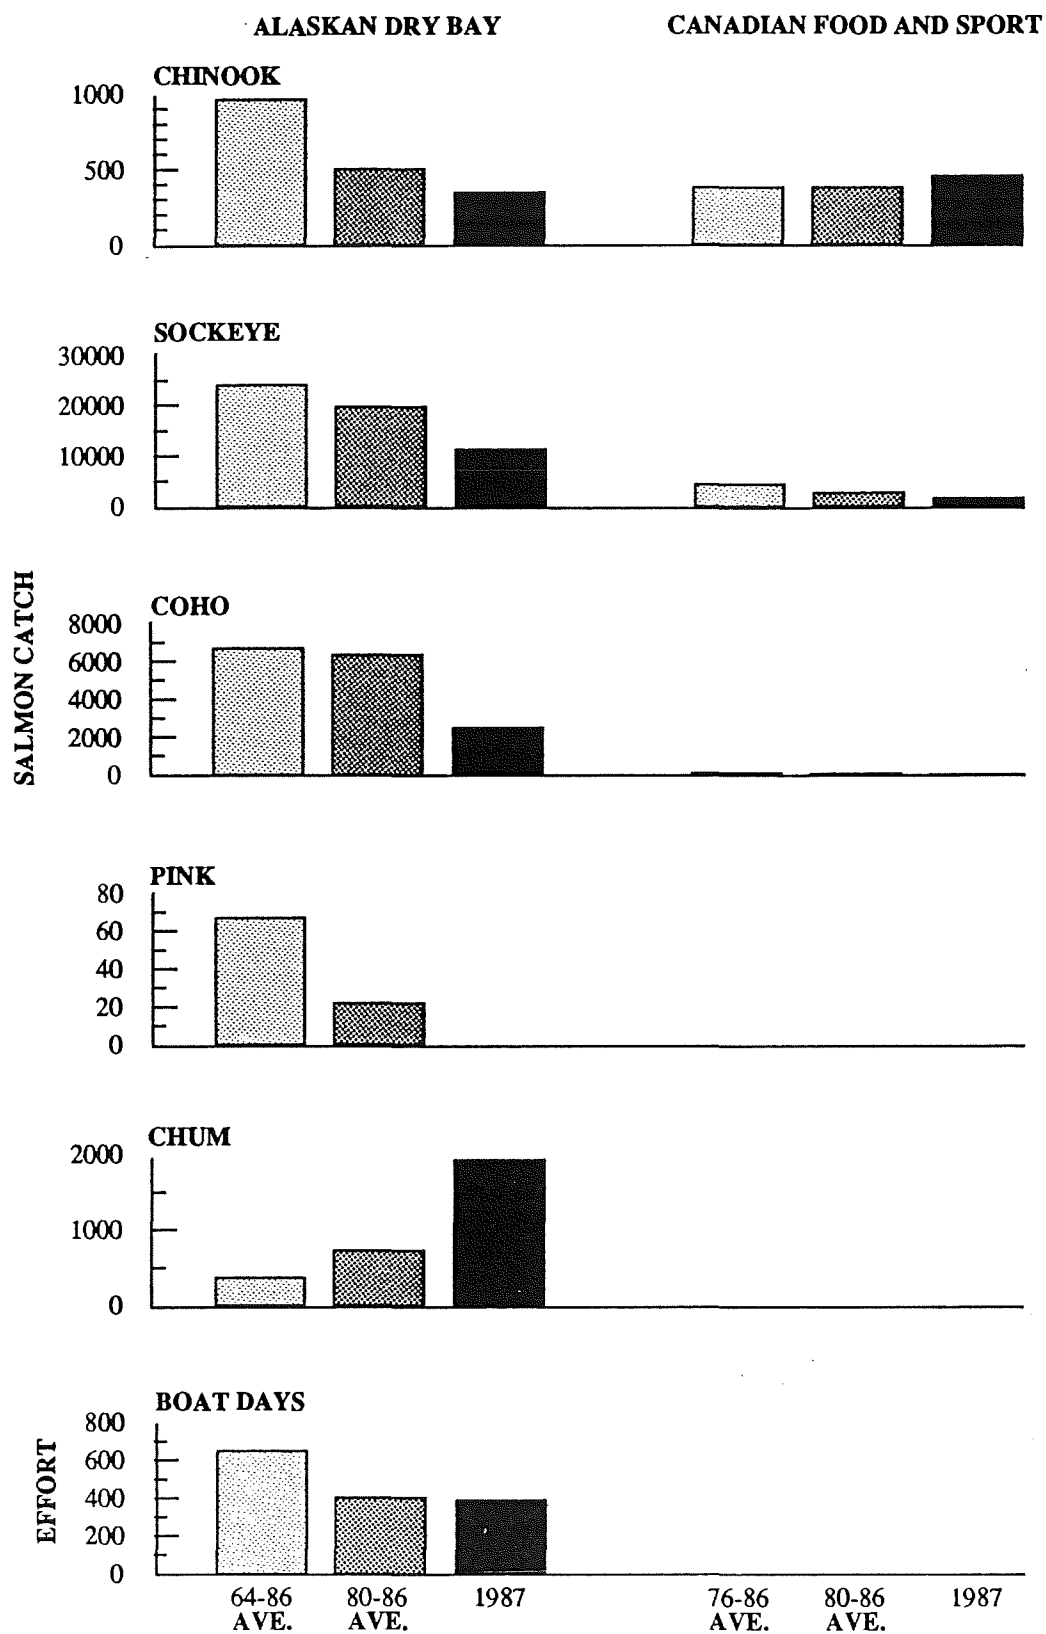 ALASKAN DRY BAY CANADIAN FOOD AND SPORT
CHINOOK
1000
500
0
SOCKEYE
30000
20000
10000
0
SALMON CATCH
COHO
8000
6000
4000
2000
0
PINK
80
60
40
20
0
CHUM
2000
1000
0
BOAT DAYS
EFFORT
800
600
400
200
0
64-86 80-86 1987 76-86 80-86 1987
AVE. AVE. AVE. AVE.